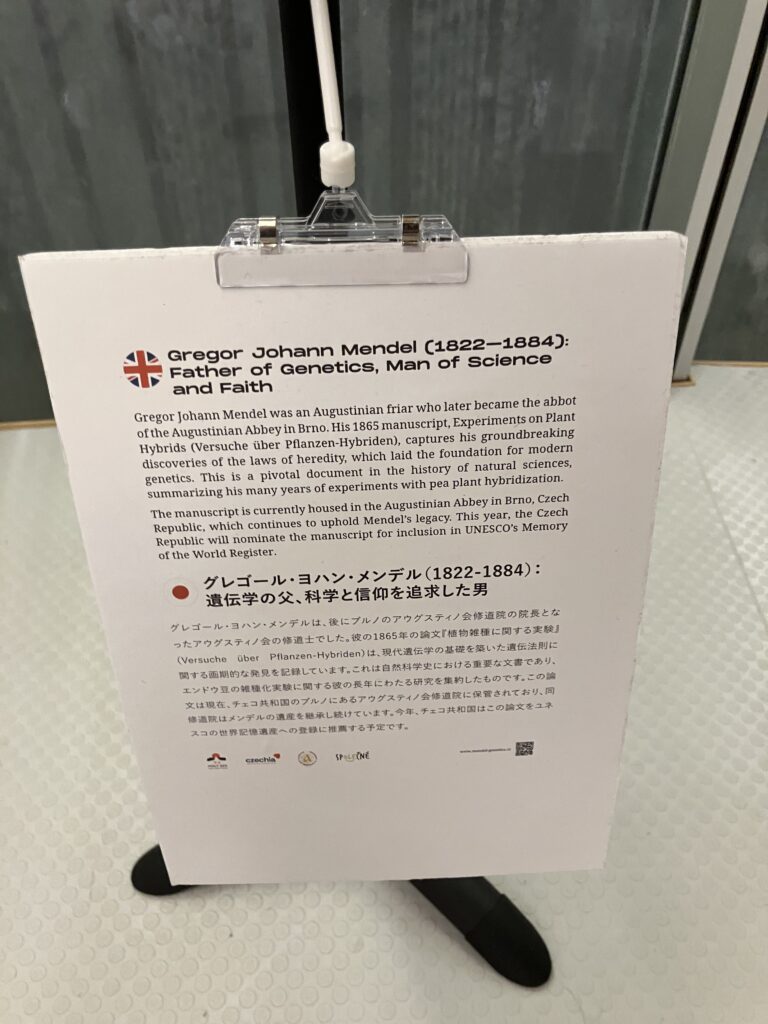 Gregor Johann Mendel (1822—1884):
Father of Genetics, Man of Science
and Faith
Gregor Johann Mendel was an Augustinian friar who later became the abbot
of the Augustinian Abbey in Brno. His 1865 manuscript, Experiments on Plant
Hybrids (Versuche über Pflanzen-Hybriden), captures his groundbreaking
discoveries of the laws of heredity, which laid the foundation for modern
genetics. This is a pivotal document in the history of natural sciences,
summarizing his many years of experiments with pea plant hybridization.
The manuscript is currently housed in the Augustinian Abbey in Brno, Czech
Republic, which continues to uphold Mendel's legacy. This year, the Czech
Republic will nominate the manuscript for inclusion in UNESCO's Memory
of the World Register.
グレゴール・ヨハン・メンデル（1822-1884）：
遺伝学の父、科学と信仰を追求した男
グレゴール・ヨハン・メンデルは、後にブルノのアウグスティノ会修道院の院長とな
ったアウグスティノ会の修道士でした。彼の1865年の論文『植物雑種に関する実験』
（Versuche über Pflanzen-Hybriden）は、現代遺伝学の基礎を築いた遺伝法則に
関する画期的な発見を記録しています。これは自然科学史における重要な文書であり、
エンドウ豆の雑種化実験に関する彼の長年にわたる研究を集約したものです。この論
文は現在、チェコ共和国のブルノにあるアウグスティノ会修道院に保管されており、同
修道院はメンデルの遺産を継承し続けています。今年、チェコ共和国はこの論文をユネ
スコの世界記憶遺産への登録に推薦する予定です。
czechia
SPOLEČNĚ